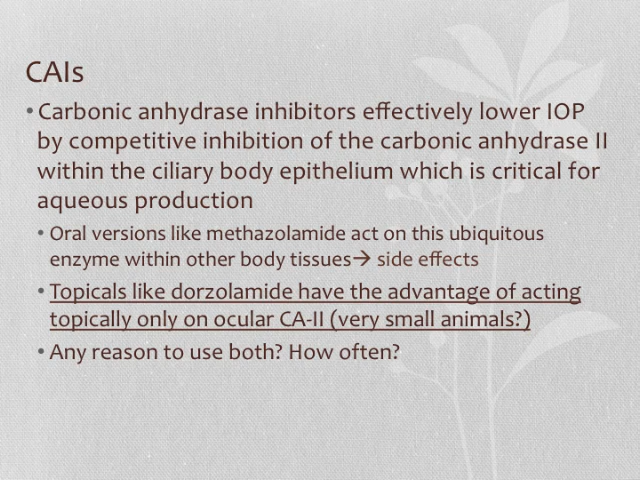 CAIs
• Carbonic anhydrase inhibitors effectively lower IOP
by competitive inhibition of the carbonic anhydrase II
within the ciliary body epithelium which is critical for
aqueous production
• Oral versions like methazolamide act on this ubiquitous
enzyme within other body tissues→ side effects
• Topicals like dorzolamide have the advantage of acting
topically only on ocular CA-II (very small animals?)
• Any reason to use both? How often?